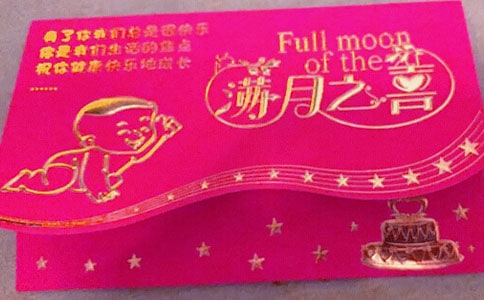 有了你我们总是很快乐
你是我们生活的焦点
祝你健康快乐地成长
......
Full moon
of the 喜
满月之喜